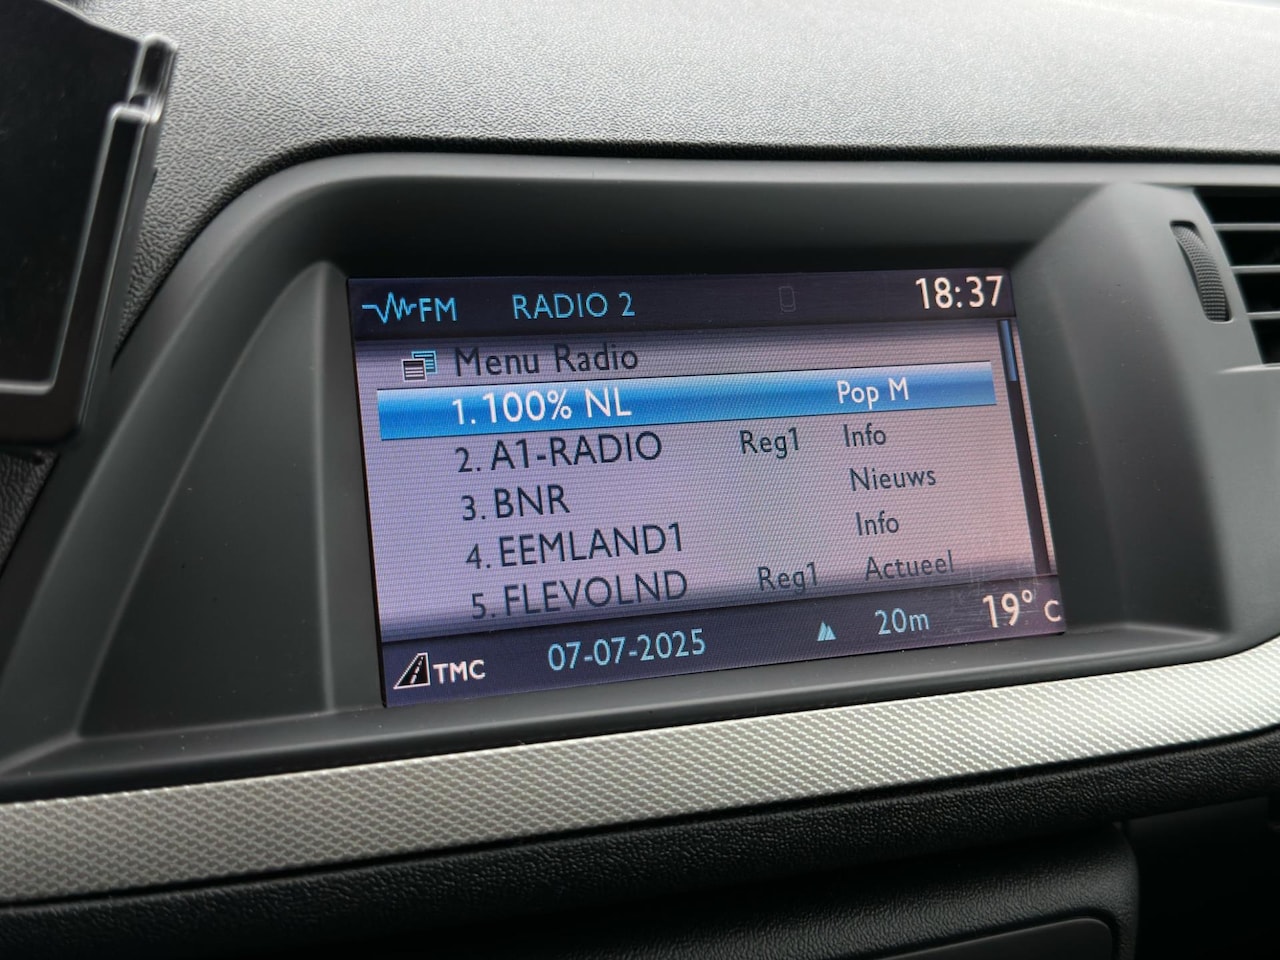 FM RADIO 2 18:37
Menu Radio
1. 100% NL Pop M
2. A1-RADIO Reg1 Info
3. BNR Nieuws
4. EEMLAND1 Info
5. FLEVOLND Reg1 Actueel
TMC 07-07-2025 20m 19° C